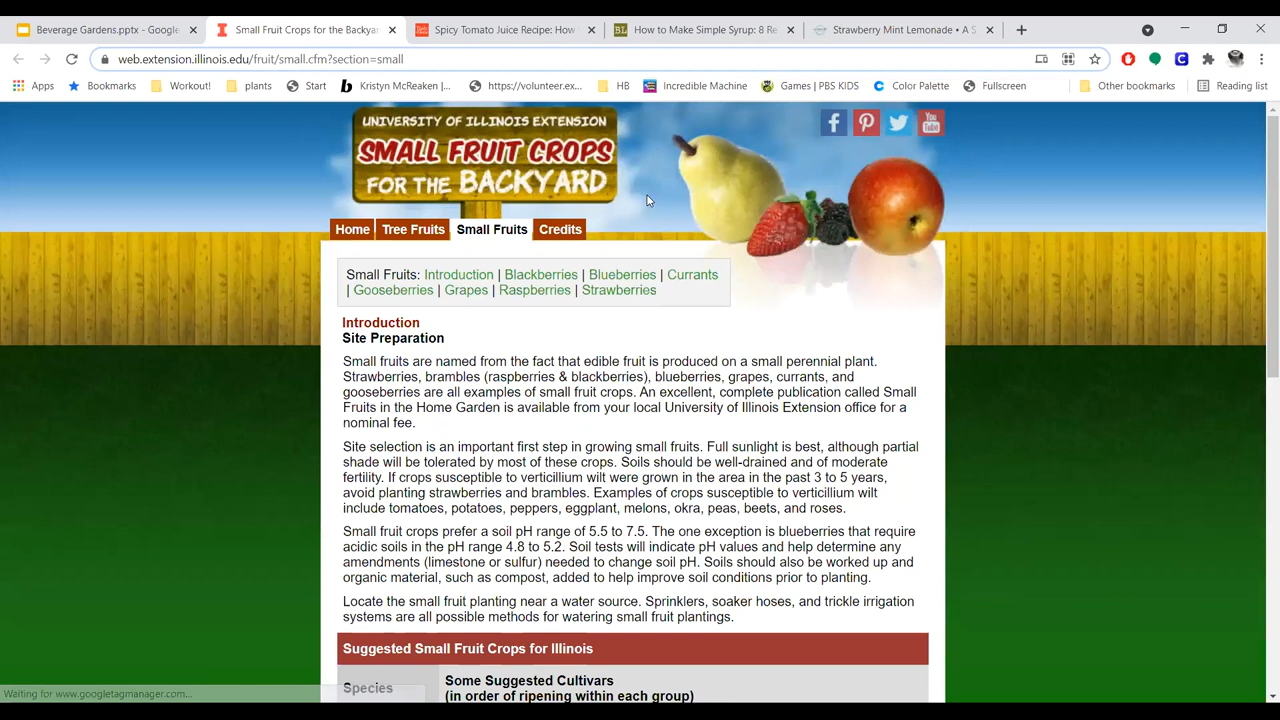 Beverage Gardens.pptx - Google
Small Fruit Crops for the Backyar
Spicy Tomato Juice Recipe: How
BL
How to Make Simple Syrup: 8 Re
Strawberry Mint Lemonade • A S
web.extension.illinois.edu/fruit/small.cfm?section=small
Apps
Bookmarks
Workout!
plants
Start
Kristyn McReaken |...
https://volunteer.ex...
HB
Incredible Machine
Games | PBS KIDS
Color Palette
Fullscreen
Other bookmarks
Reading list
UNIVERSITY OF ILLINOIS EXTENSION
SMALL FRUIT CROPS
FOR THE BACKYARD
You
Tube
Home
Tree Fruits
Small Fruits
Credits
Small Fruits: Introduction | Blackberries | Blueberries | Currants
| Gooseberries | Grapes | Raspberries | Strawberries
Introduction
Site Preparation
Small fruits are named from the fact that edible fruit is produced on a small perennial plant.
Strawberries, brambles (raspberries & blackberries), blueberries, grapes, currants, and
gooseberries are all examples of small fruit crops. An excellent, complete publication called Small
Fruits in the Home Garden is available from your local University of Illinois Extension office for a
nominal fee.
Site selection is an important first step in growing small fruits. Full sunlight is best, although partial
shade will be tolerated by most of these crops. Soils should be well-drained and of moderate
fertility. If crops susceptible to verticillium wilt were grown in the area in the past 3 to 5 years,
avoid planting strawberries and brambles. Examples of crops susceptible to verticillium wilt
include tomatoes, potatoes, peppers, eggplant, melons, okra, peas, beets, and roses.
Small fruit crops prefer a soil pH range of 5.5 to 7.5. The one exception is blueberries that require
acidic soils in the pH range 4.8 to 5.2. Soil tests will indicate pH values and help determine any
amendments (limestone or sulfur) needed to change soil pH. Soils should also be worked up and
organic material, such as compost, added to help improve soil conditions prior to planting.
Locate the small fruit planting near a water source. Sprinklers, soaker hoses, and trickle irrigation
systems are all possible methods for watering small fruit plantings.
Suggested Small Fruit Crops for Illinois
Species
Some Suggested Cultivars
(in order of ripening within each group)
Waiting for www.googletagmanager.com...